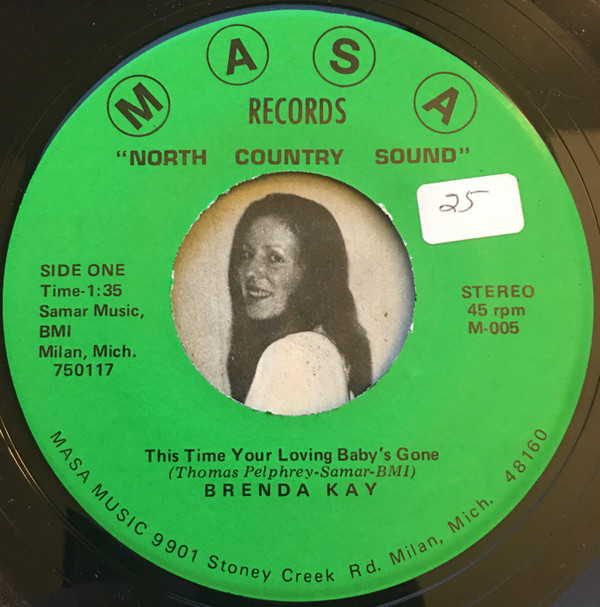 MASA
RECORDS
"NORTH COUNTRY SOUND"
25
SIDE ONE
Time-1:35
Samar Music,
BMI
Milan, Mich.
750117
STEREO
45 rpm
M-005
This Time Your Loving Baby's Gone
(Thomas Pelphrey-Samar-BMI)
BRENDA KAY
MASA MUSIC 9901 Stoney Creek Rd. Milan, Mich. 48160